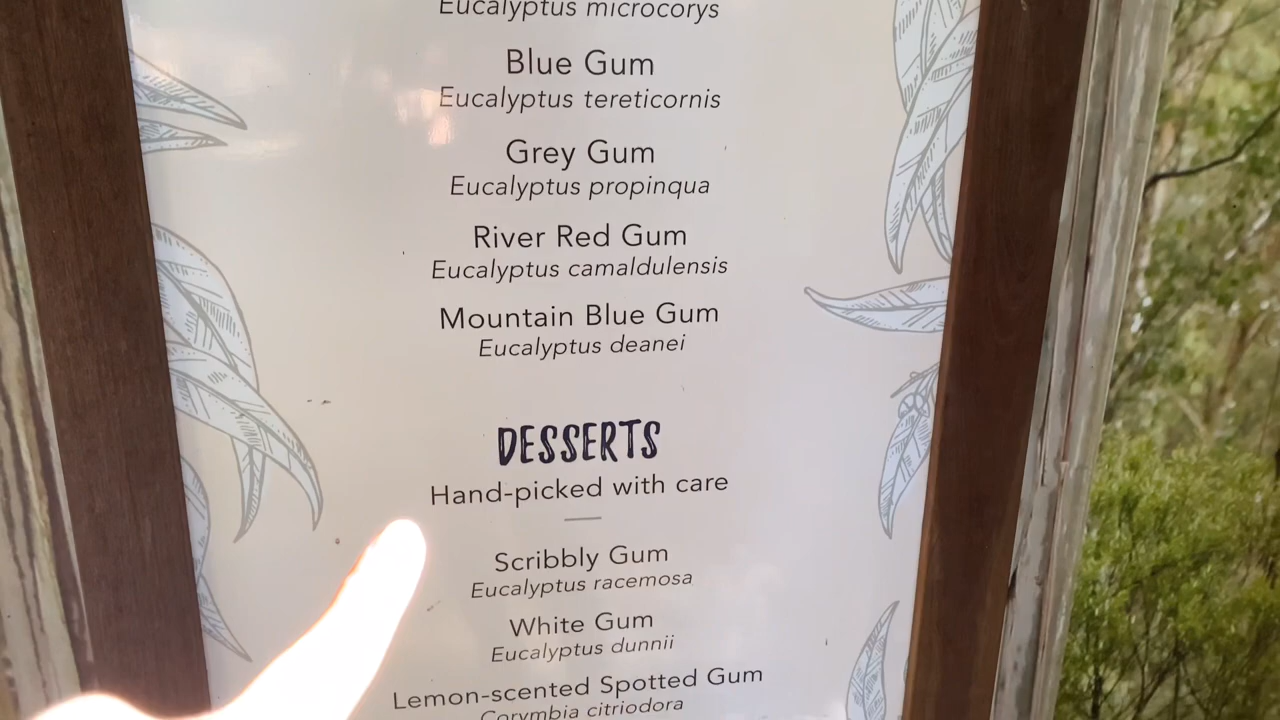 Eucalyptus microcorys
Blue Gum
Eucalyptus tereticornis
Grey Gum
Eucalyptus propinqua
River Red Gum
Eucalyptus camaldulensis
Mountain Blue Gum
Eucalyptus deanei
DESSERTS
Hand-picked with care
Scribbly Gum
Eucalyptus racemosa
White Gum
Eucalyptus dunnii
Lemon-scented Spotted Gum
Corymbia citriodora